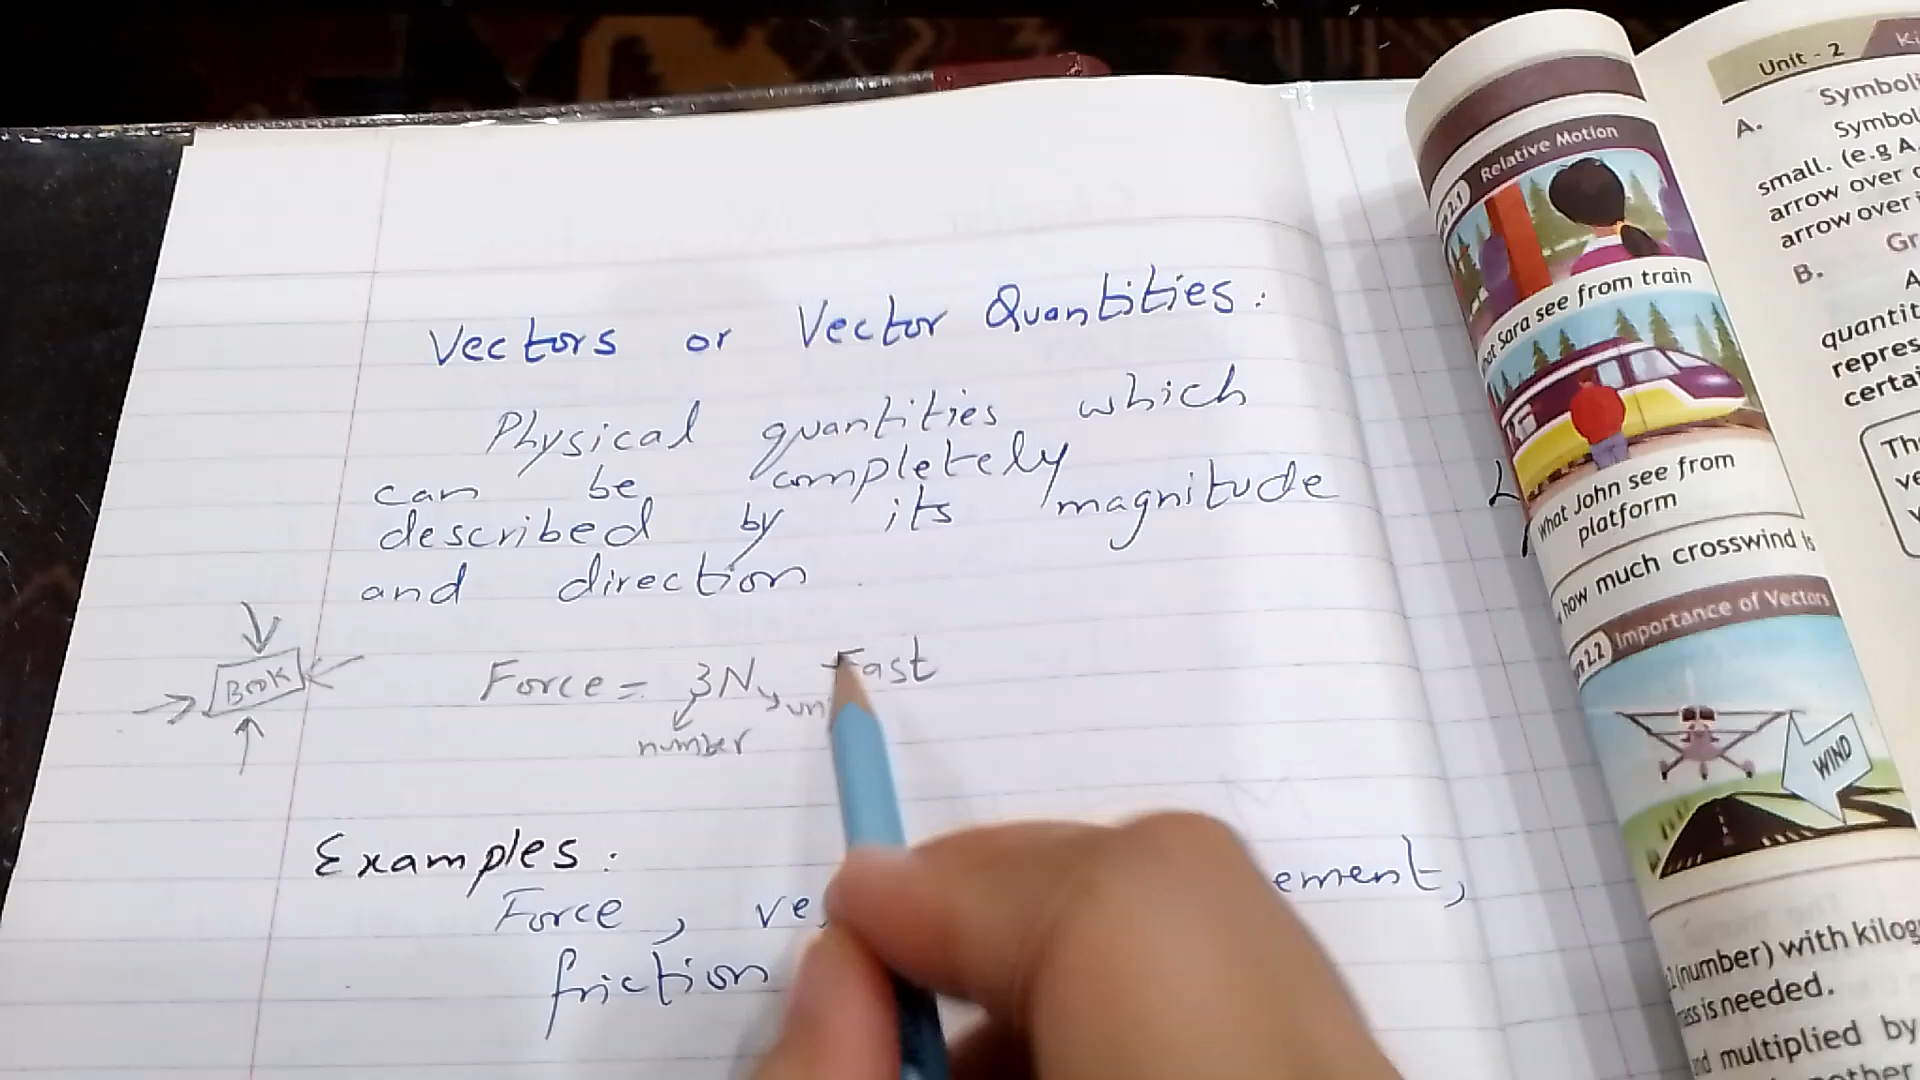 Vectors or Vector Quantities:
Physical quantities which
can be completely
described by its magnitude
and direction.
Book
Force = 3N, East
number
Examples:
Force,
ement,
friction
Relative Motion
Sara see from train
What John see from
platform
how much crosswind is
2.2 Importance of Vectors
WIND
(number) with kilog
is needed.
multiplied by
Unit - 2
A.
Symbol
small. (e.g A.
arrow over
arrow over
B.
quantit
repres
certai